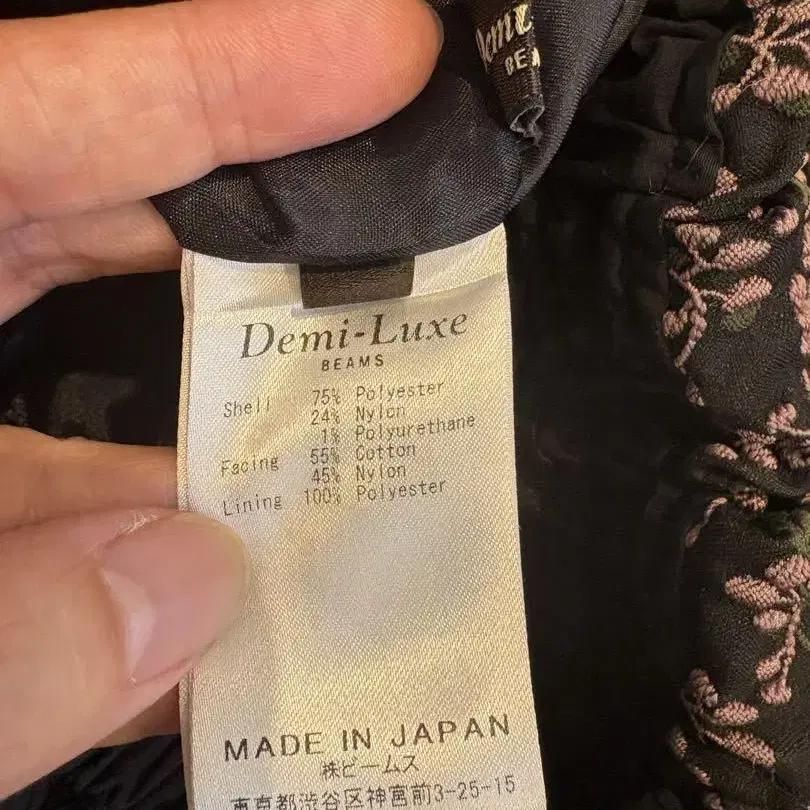 BEA
Demi-Luxe
BEAMS
Shell 75% Polyester
24% Nylon
1% Polyurethane
Facing 55% Cotton
45% Nylon
Lining 100% Polyester
MADE IN JAPAN
㈱ビームス
東京都渋谷区神宮前3-25-15